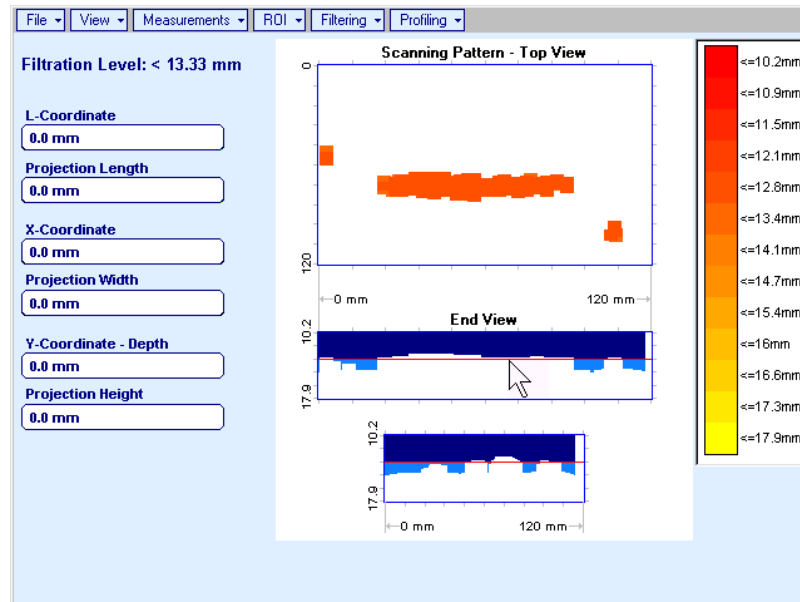 File View Measurements ROI Filtering Profiling
Filtration Level: < 13.33 mm
L-Coordinate
0.0 mm
Projection Length
0.0 mm
X-Coordinate
0.0 mm
Projection Width
0.0 mm
Y-Coordinate - Depth
0.0 mm
Projection Height
0.0 mm
Scanning Pattern - Top View
0
120
0 mm 120 mm
End View
10.2
17.9
10.2
17.9
0 mm 120 mm
<=10.2mm
<=10.9mm
<=11.5mm
<=12.1mm
<=12.8mm
<=13.4mm
<=14.1mm
<=14.7mm
<=15.4mm
<=16mm
<=16.6mm
<=17.3mm
<=17.9mm